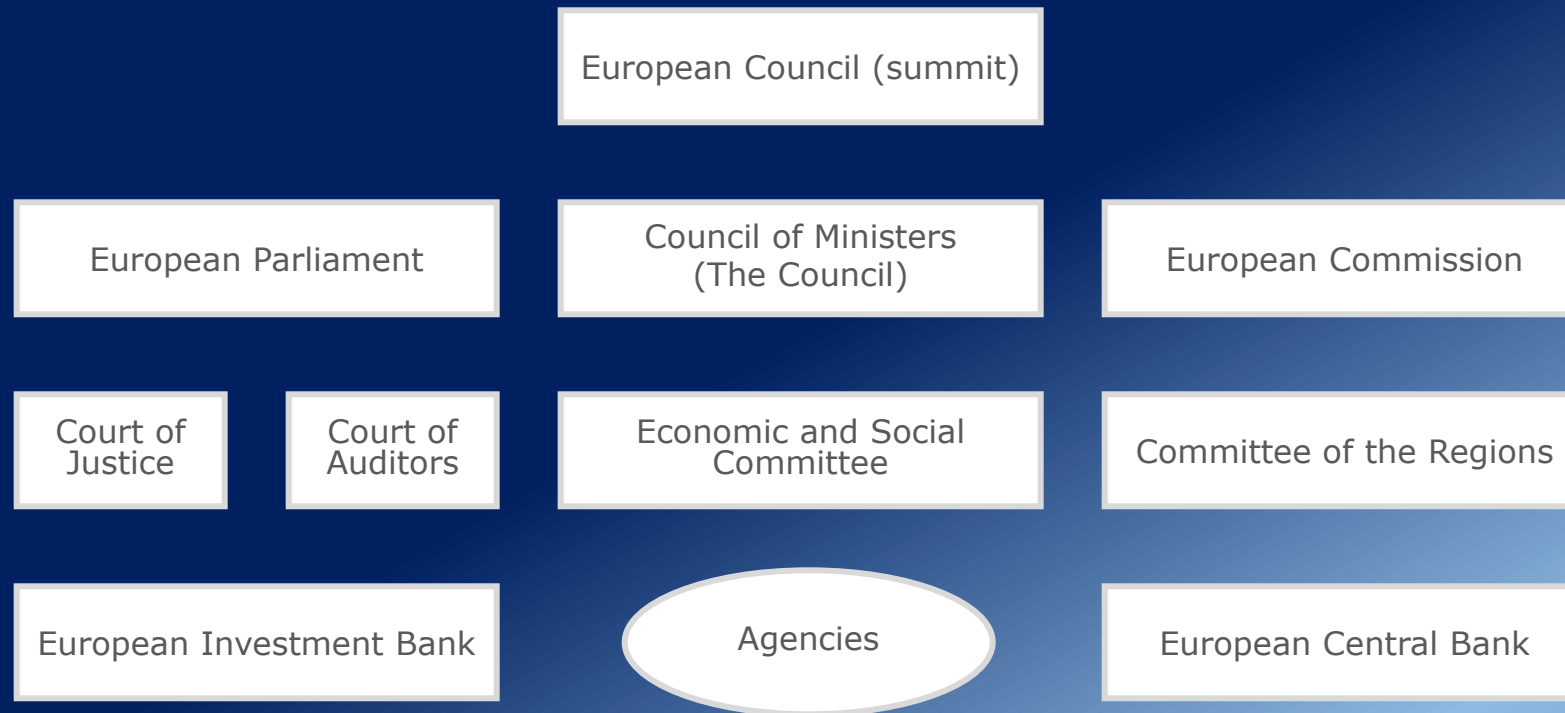 European Council (summit)
European Parliament
Council of Ministers
(The Council)
European Commission
Court of
Justice
Court of
Auditors
Economic and Social
Committee
Committee of the Regions
European Investment Bank
Agencies
European Central Bank